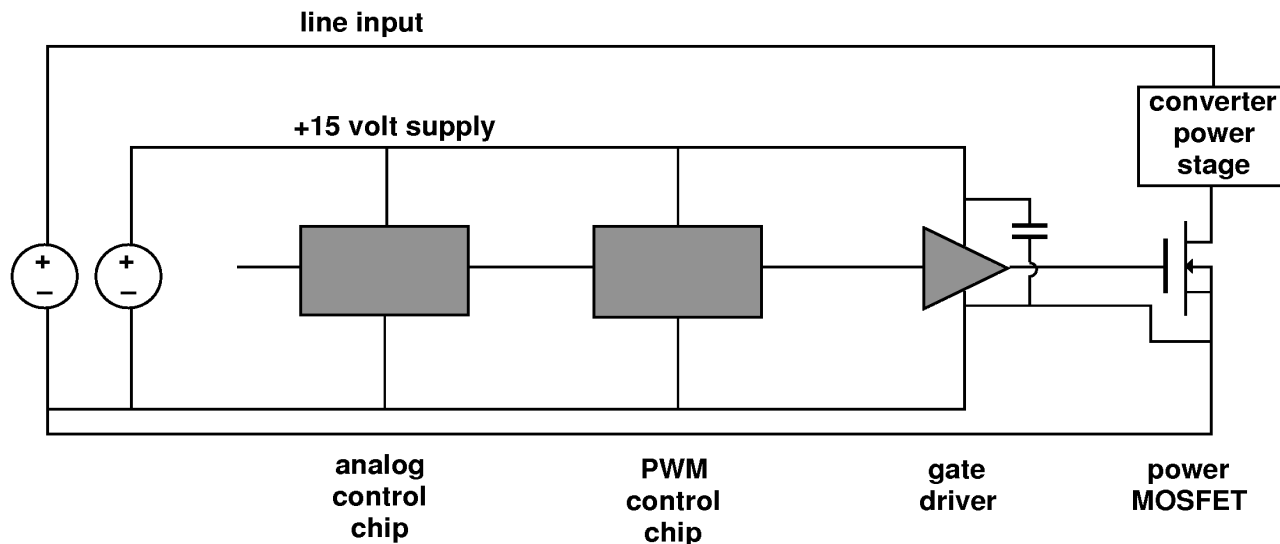 line input
+15 volt supply
converter
power
stage
+
−
+
−
analog
control
chip
PWM
control
chip
gate
driver
power
MOSFET